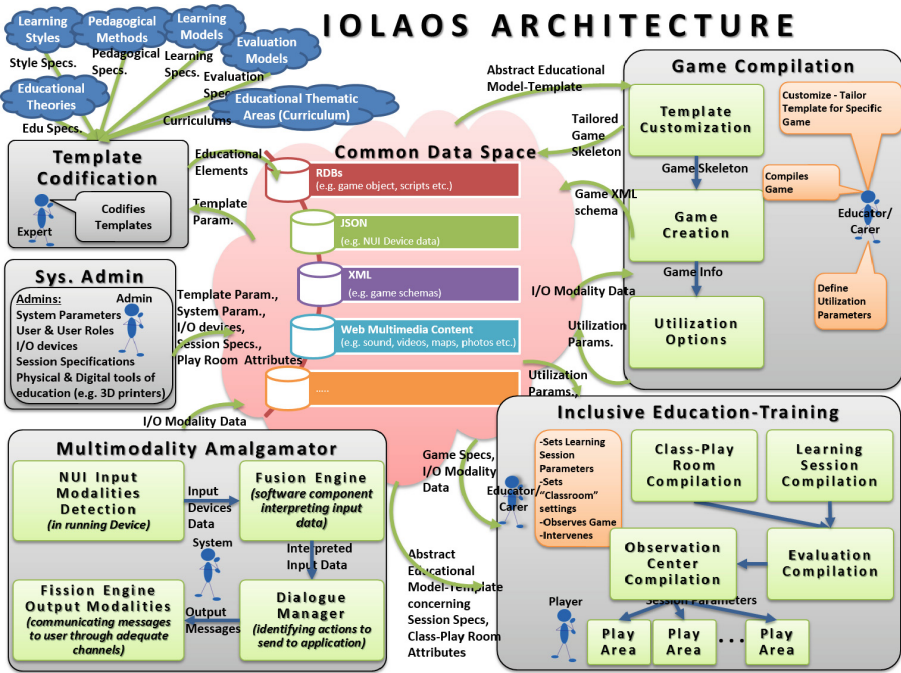 IOLAOS ARCHITECTURE
Learning
Styles
Pedagogical
Methods
Learning
Models
Evaluation
Models
Educational
Theories
Educational Thematic
Areas (Curriculum)
Style Specs.
Pedagogical
Specs.
Learning
Specs.
Evaluation
Spec
Curriculums
Edu Specs.
Template
Codification
Codifies
Templates
Expert
Educational
Elements
Template
Param.
Sys. Admin
Admins:
System Parameters
User & User Roles
I/O devices
Session Specifications
Physical & Digital tools of
education (e.g. 3D printers)
Admin
Template Param.,
System Param.,
I/O devices,
Session Specs.,
Play Room Attributes
I/O Modality Data
Common Data Space
RDBs
(e.g. game object, scripts etc.)
JSON
(e.g. NUI Device data)
XML
(e.g. game schemas)
Web Multimedia Content
(e.g. sound, videos, maps, photos etc.)
.....
Abstract Educational
Model-Template
Tailored
Game
Skeleton
Game XML
schema
I/O Modality Data
Utilization
Params.
Utilization
Params.,
Game Compilation
Template
Customization
Game Skeleton
Game
Creation
Game Info
Utilization
Options
Customize - Tailor
Template for Specific
Game
Compiles
Game
Educator/
Carer
Define
Utilization
Parameters
Multimodality Amalgamator
NUI Input
Modalities
Detection
(in running Device)
Input
Devices
Data
Fusion Engine
(software component
interpreting input
data)
System
Interpreted
Input Data
Fission Engine
Output Modalities
(communicating messages
to user through adequate
channels)
Output
Messages
Dialogue
Manager
(identifying actions to
send to application)
Game Specs,
I/O Modality
Data
Abstract
Educational
Model-Template
concerning
Session Specs,
Class-Play Room
Attributes
Inclusive Education-Training
Educator/
Carer
-Sets Learning
Session
Parameters
-Sets
"Classroom"
settings
-Observes Game
-Intervenes
Class-Play
Room
Compilation
Learning
Session
Compilation
Observation
Center
Compilation
Evaluation
Compilation
Session Parameters
Player
Play
Area
Play
Area
...
Play
Area